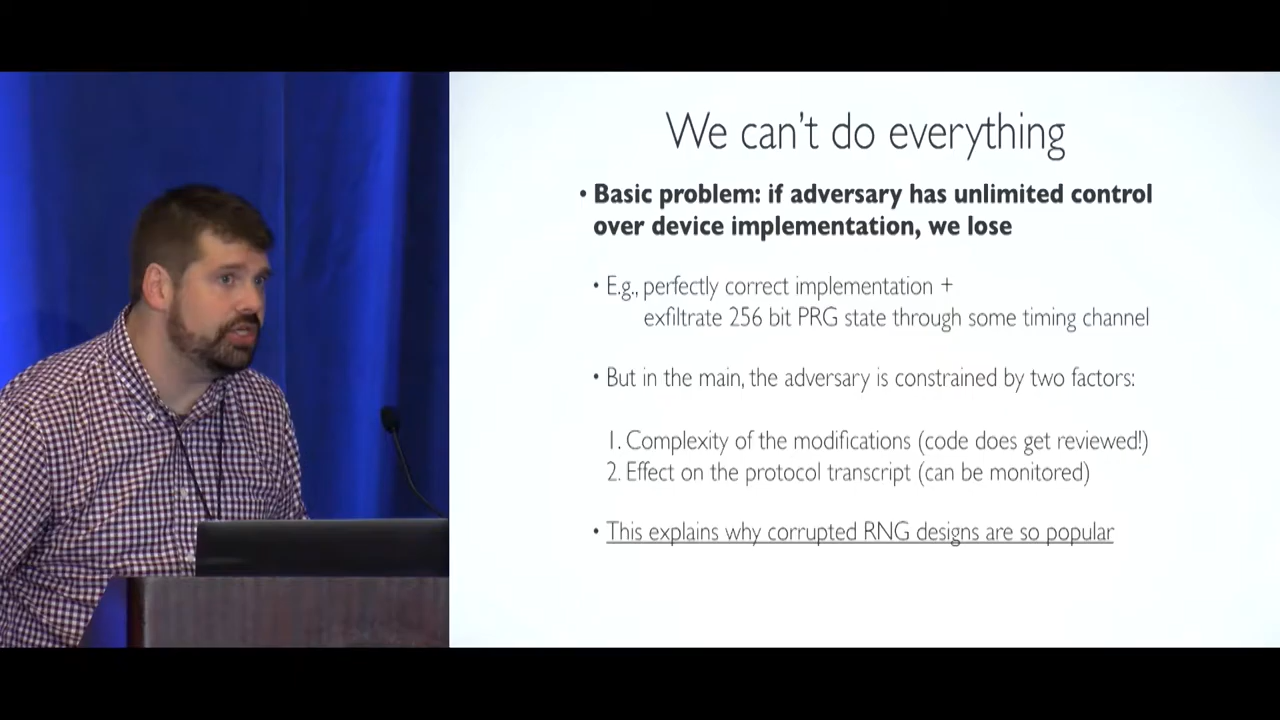 We can't do everything
• Basic problem: if adversary has unlimited control
over device implementation, we lose
• E.g., perfectly correct implementation +
exfiltrate 256 bit PRG state through some timing channel
• But in the main, the adversary is constrained by two factors:
1. Complexity of the modifications (code does get reviewed!)
2. Effect on the protocol transcript (can be monitored)
• This explains why corrupted RNG designs are so popular